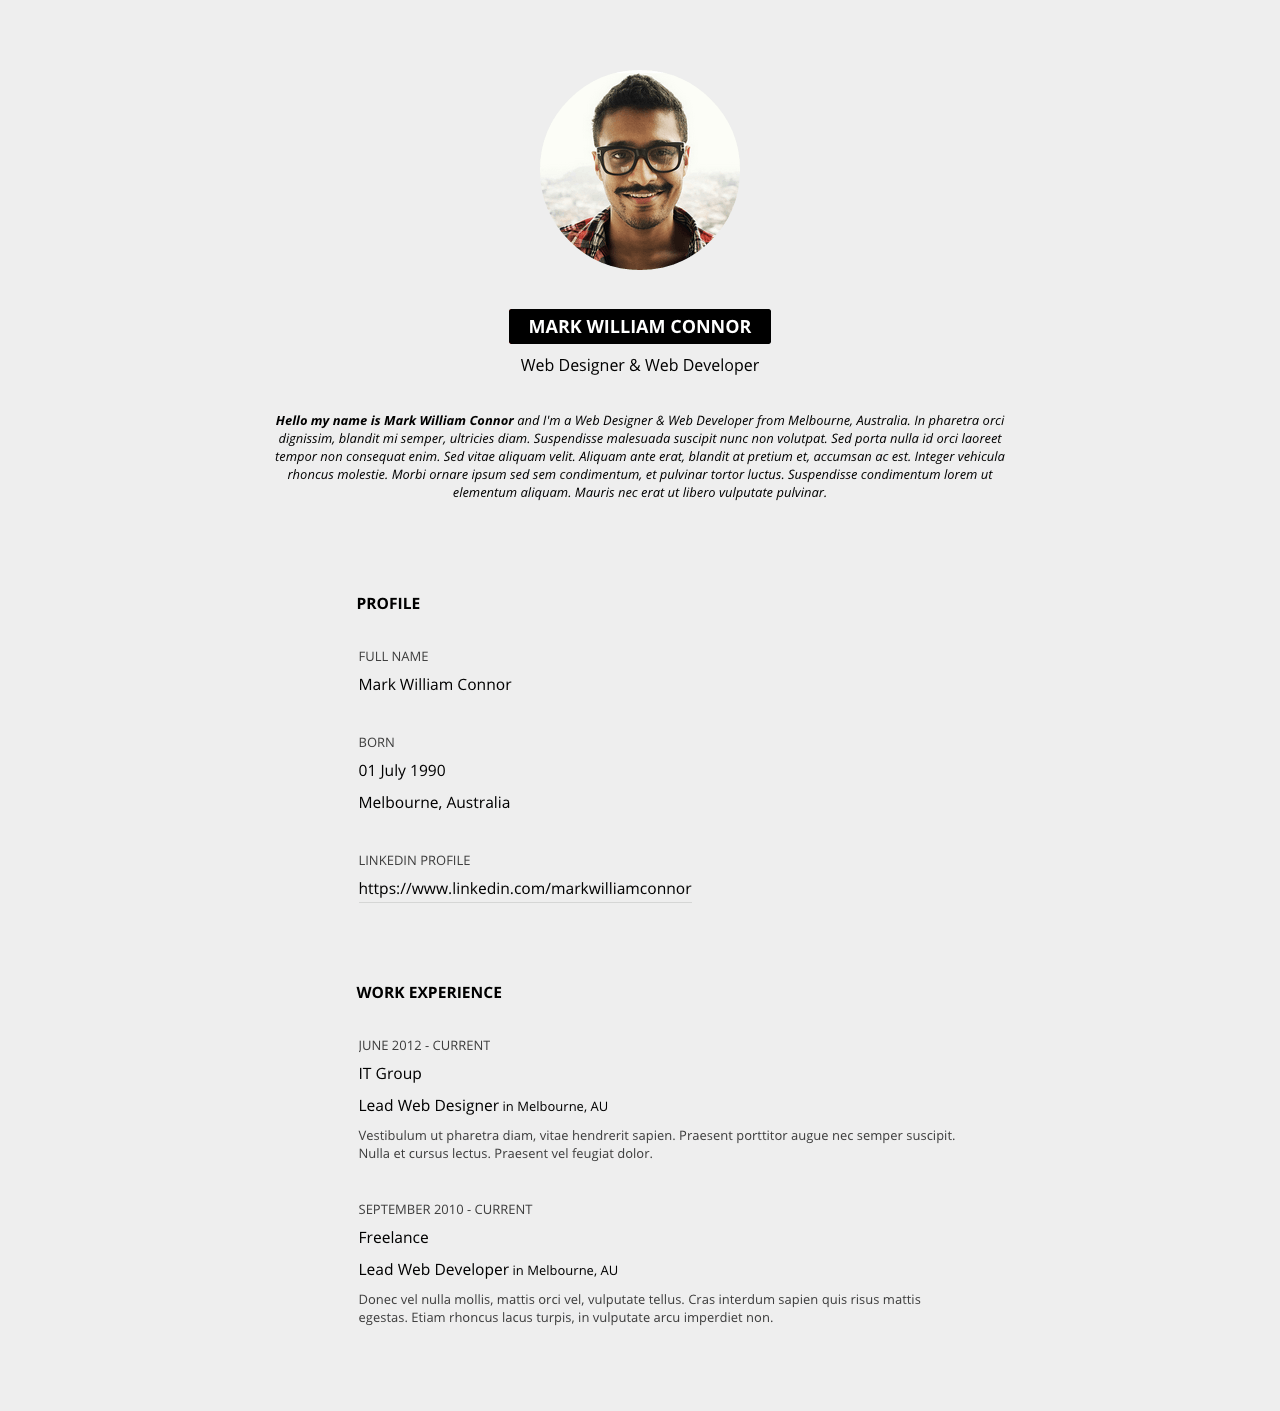 MARK WILLIAM CONNOR
Web Designer & Web Developer
Hello my name is Mark William Connor and I'm a Web Designer & Web Developer from Melbourne, Australia. In pharetra orci
dignissim, blandit mi semper, ultricies diam. Suspendisse malesuada suscipit nunc non volutpat. Sed porta nulla id orci laoreet
tempor non consequat enim. Sed vitae aliquam velit. Aliquam ante erat, blandit at pretium et, accumsan ac est. Integer vehicula
rhoncus molestie. Morbi ornare ipsum sed sem condimentum, et pulvinar tortor luctus. Suspendisse condimentum lorem ut
elementum aliquam. Mauris nec erat ut libero vulputate pulvinar.
PROFILE
FULL NAME
Mark William Connor
BORN
01 July 1990
Melbourne, Australia
LINKEDIN PROFILE
https://www.linkedin.com/markwilliamconnor
WORK EXPERIENCE
JUNE 2012 - CURRENT
IT Group
Lead Web Designer in Melbourne, AU
Vestibulum ut pharetra diam, vitae hendrerit sapien. Praesent porttitor augue nec semper suscipit.
Nulla et cursus lectus. Praesent vel feugiat dolor.
SEPTEMBER 2010 - CURRENT
Freelance
Lead Web Developer in Melbourne, AU
Donec vel nulla mollis, mattis orci vel, vulputate tellus. Cras interdum sapien quis risus mattis
egestas. Etiam rhoncus lacus turpis, in vulputate arcu imperdiet non.